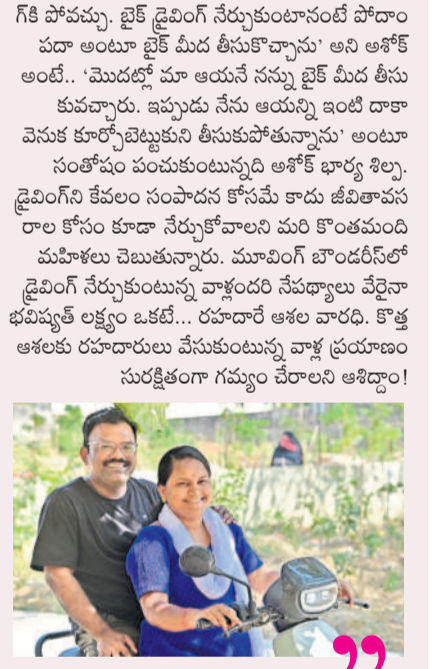 గ్‌కి పోవచ్చు. బైక్ డ్రైవింగ్ నేర్చుకుంటానంటే పోదాం
పదా అంటూ బైక్ మీద తీసుకొచ్చాను' అని అశోక్
అంటే.. 'మొదట్లో మా ఆయనే నన్ను బైక్ మీద తీసు
కువచ్చారు. ఇప్పుడు నేను ఆయన్ని ఇంటి దాకా
వెనుక కూర్చోబెట్టుకుని తీసుకుపోతున్నాను' అంటూ
సంతోషం పంచుకుంటున్నది అశోక్ భార్య శిల్ప.
డ్రైవింగ్‌ని కేవలం సంపాదన కోసమే కాదు జీవితావస
రాల కోసం కూడా నేర్చుకోవాలని మరి కొంతమంది
మహిళలు చెబుతున్నారు. మూవింగ్ బౌండరీస్‌లో
డ్రైవింగ్ నేర్చుకుంటున్న వాళ్లందరి నేపథ్యాలు వేరైనా
భవిష్యత్ లక్ష్యం ఒకటే... రహదారే ఆశల వారధి. కొత్త
ఆశలకు రహదారులు వేసుకుంటున్న వాళ్ల ప్రయాణం
సురక్షితంగా గమ్యం చేరాలని ఆశిద్దాం!
”